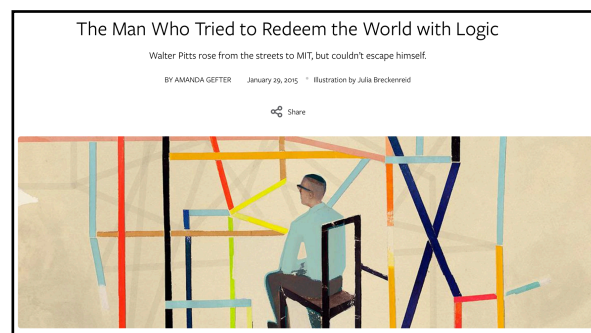 The Man Who Tried to Redeem the World with Logic
Walter Pitts rose from the streets to MIT, but couldn't escape himself.
BY AMANDA GEFTER January 29, 2015 Illustration by Julia Breckenreid
Share